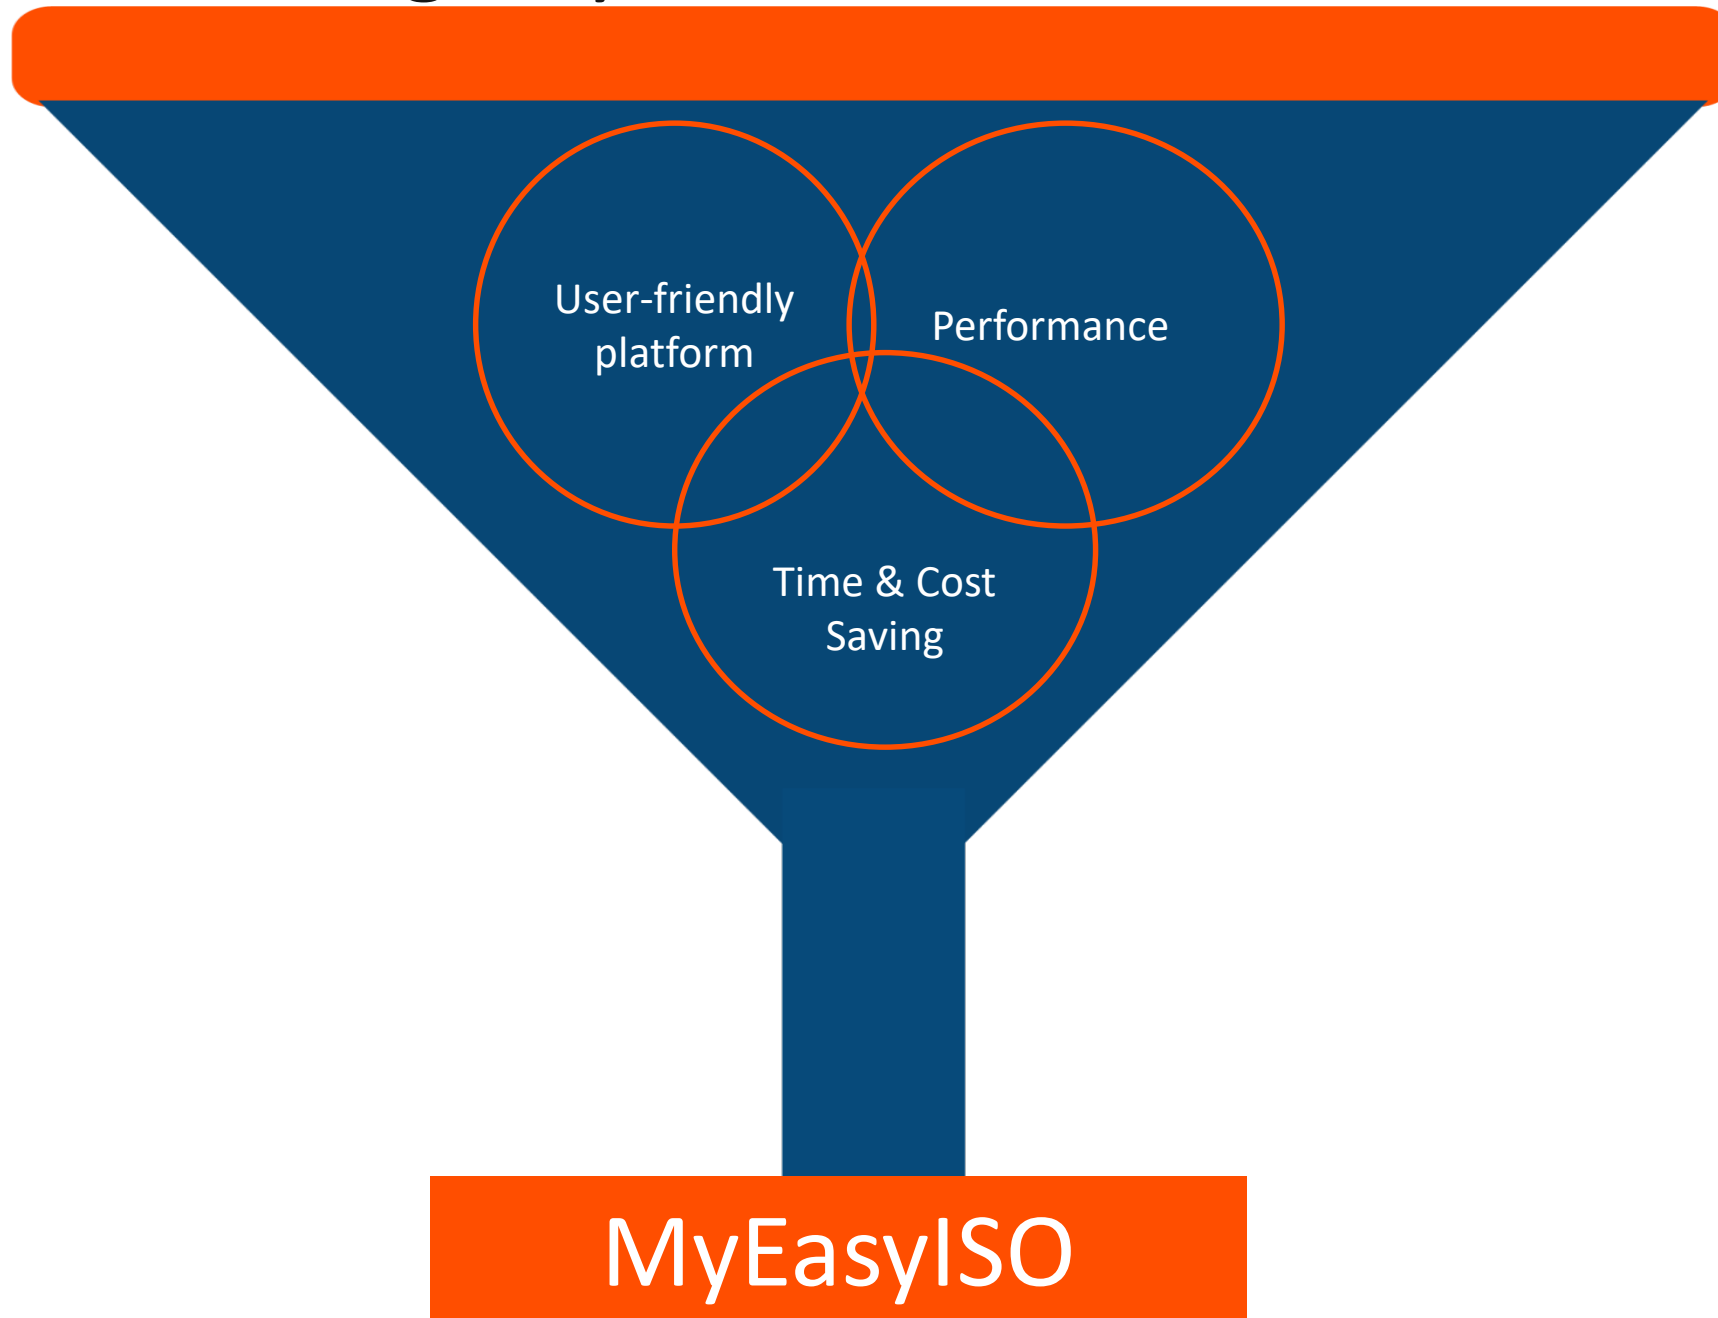 User-friendly
platform
Performance
Time & Cost
Saving
MyEasyISO